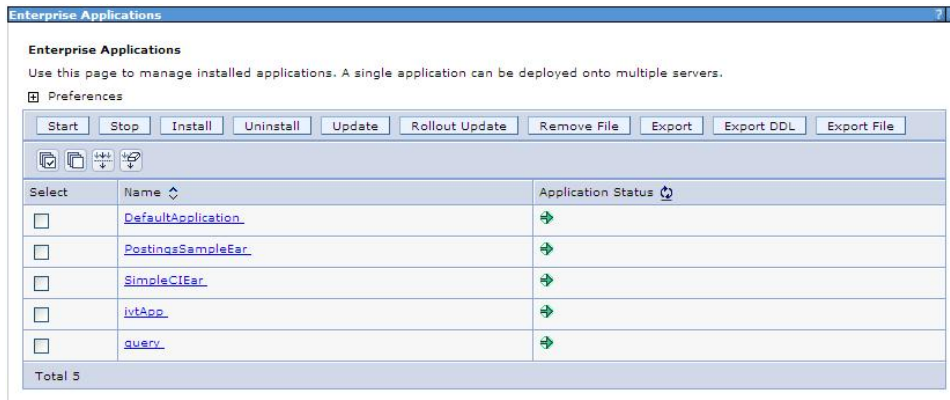 Enterprise Applications ?
Enterprise Applications
Use this page to manage installed applications. A single application can be deployed onto multiple servers.
Preferences
Start Stop Install Uninstall Update Rollout Update Remove File Export Export DDL Export File
Select Name Application Status
DefaultApplication
PostingsSampleEar
SimpleCIEar
ivtApp
query
Total 5